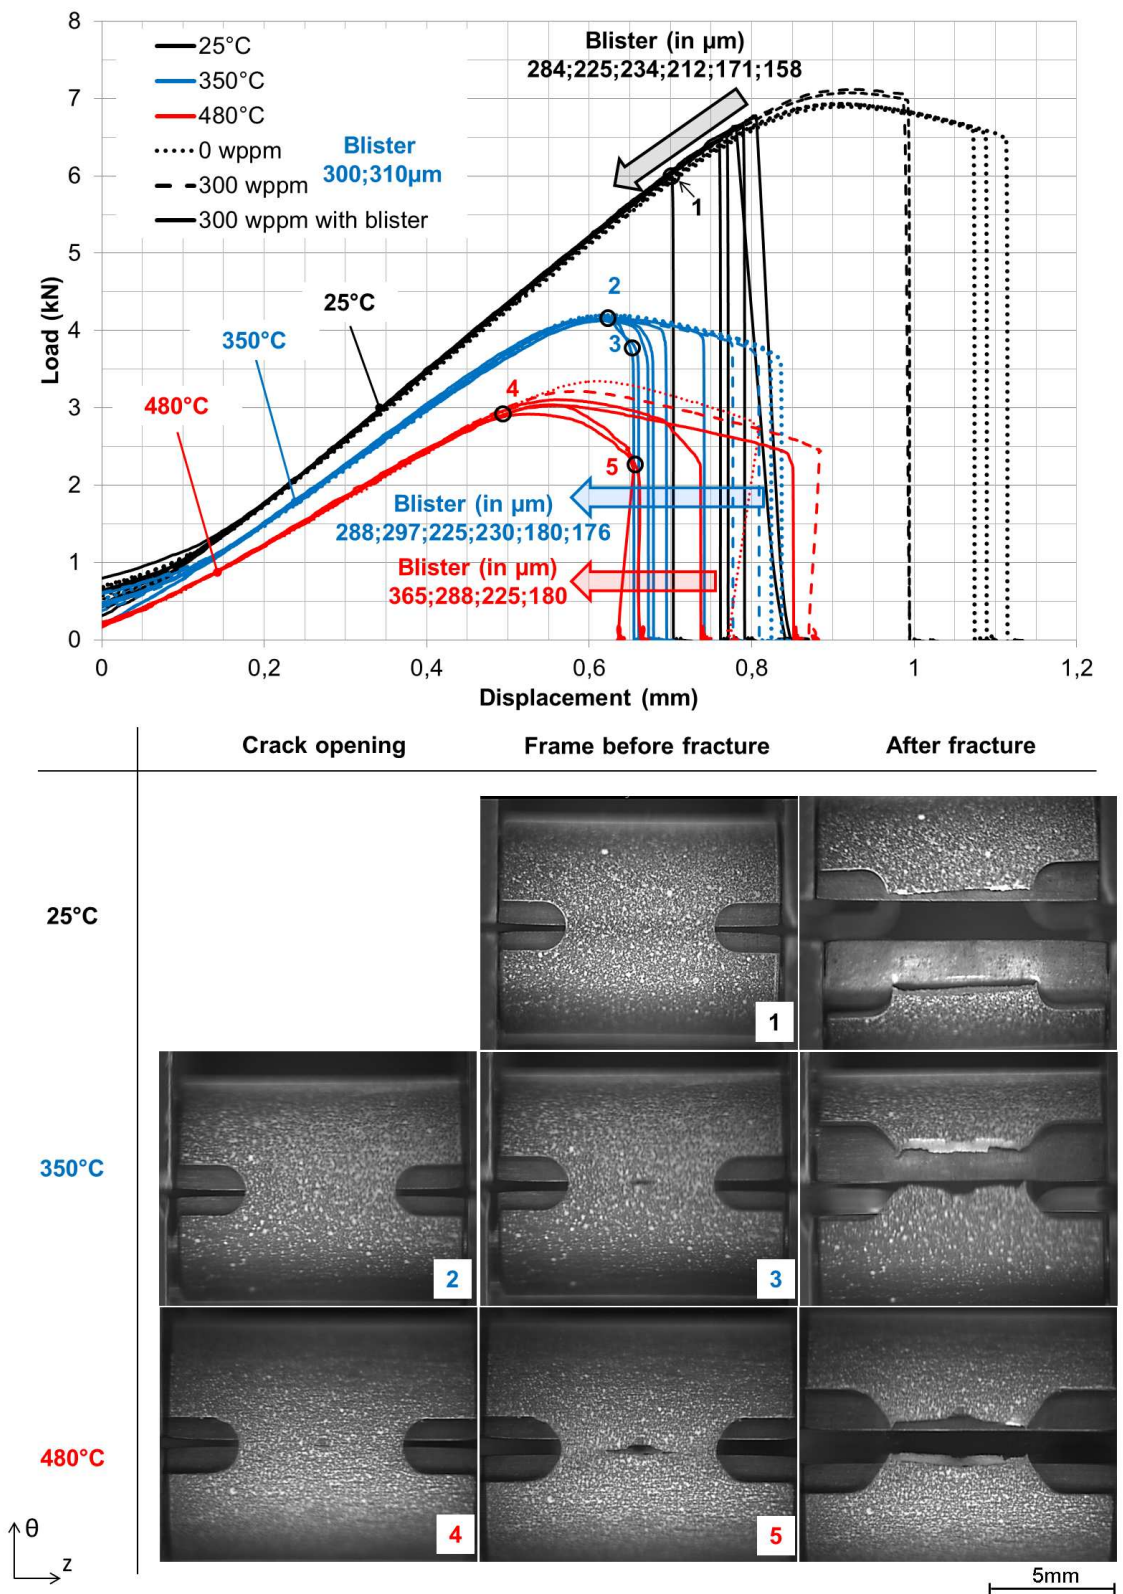 8
7
6
5
4
3
2
1
0
Load (kN)
25°C
350°C
480°C
0 wppm
300 wppm
300 wppm with blister
Blister
300;310µm
Blister (in µm)
284;225;234;212;171;158
1
25°C
350°C
480°C
2
3
4
5
Blister (in µm)
288;297;225;230;180;176
Blister (in µm)
365;288;225;180
0
0,2
0,4
0,6
0,8
1
1,2
Displacement (mm)
Crack opening
Frame before fracture
After fracture
25°C
1
350°C
2
3
480°C
4
5
θ
z
5mm